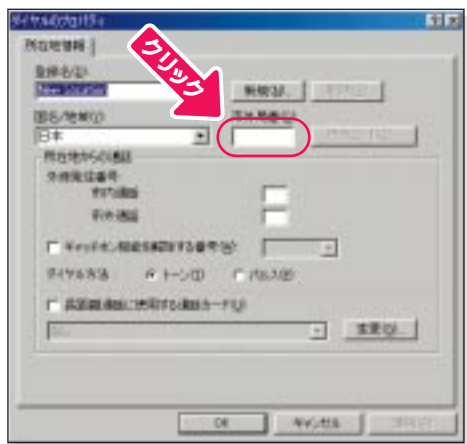 ダイヤルのプロパティ
所在地情報
クリック
登録名(D)
New Location
新規(N)...
国名/地域(Y)
市外局番(C)
日本
所在地からの通話
外線発信番号
市内通話
市外通話
キャッチホン機能を解除する番号(W)
ダイヤル方法
トーン(T)
パルス(P)
長距離通話に使用する通話カード(U)
変更(G)...
OK
キャンセル